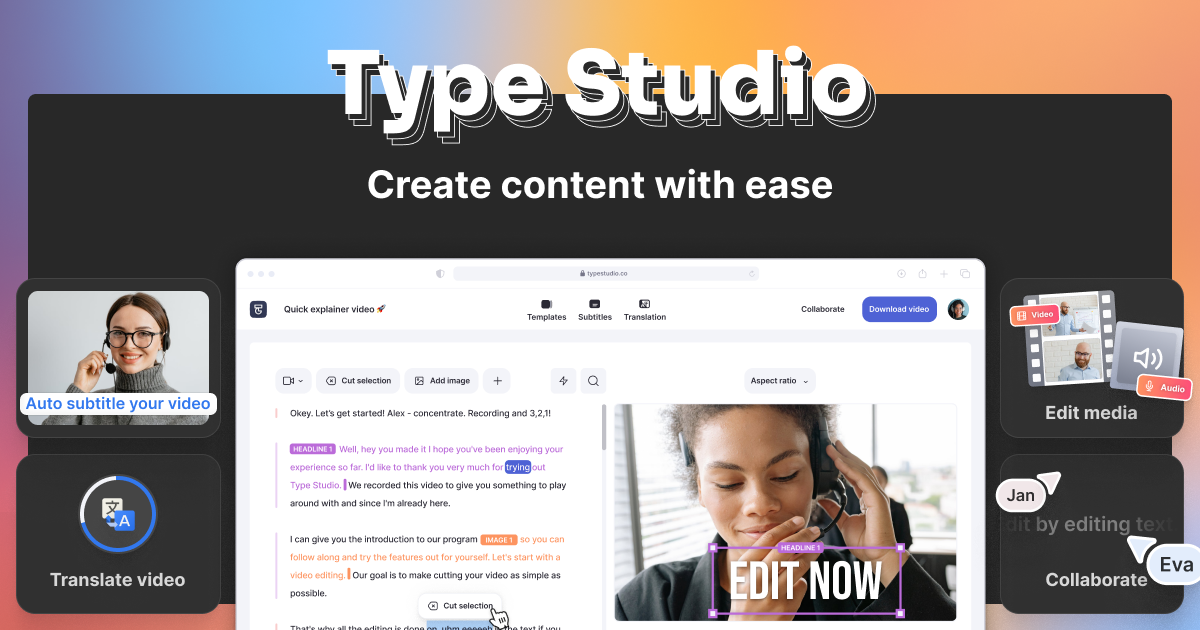 Type Studio
Create content with ease
Auto subtitle your video
文
A
Translate video
typestudio.co
Quick explainer video 🚀
Templates
Subtitles
Translation
Collaborate
Download video
Cut selection
Add image
Aspect ratio
Okey. Let's get started! Alex - concentrate. Recording and 3,2,1!
HEADLINE 1 Well, hey you made it I hope you've been enjoying your
experience so far. I'd like to thank you very much for trying out
Type Studio. We recorded this video to give you something to play
around with and since I'm already here.
I can give you the introduction to our program IMAGE 1 so you can
follow along and try the features out for yourself. Let's start with a
video editing. Our goal is to make cutting your video as simple as
possible.
Cut selection
That's why all the editing is done on, uhm eeeeeh in the text if you
HEADLINE 1
EDIT NOW
Video
Audio
Edit media
Jan
dit by editing text
Eva
Collaborate